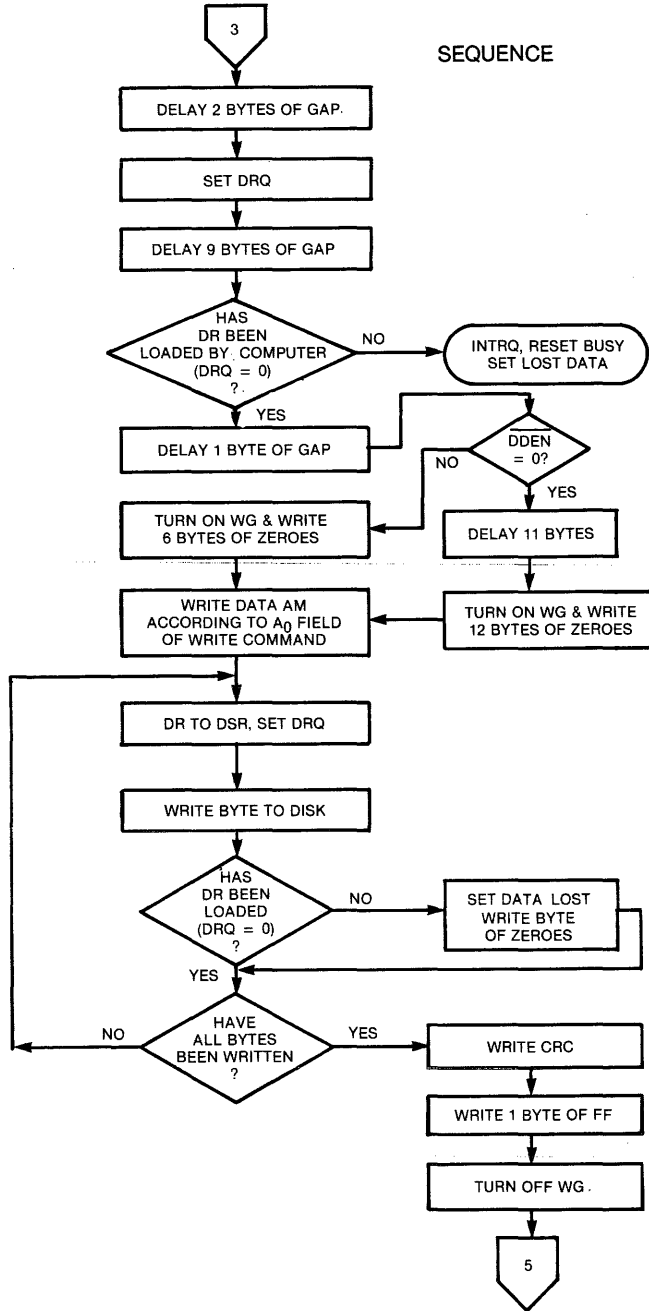 3
SEQUENCE
DELAY 2 BYTES OF GAP.
SET DRQ
DELAY 9 BYTES OF GAP
HAS
DR BEEN
LOADED BY COMPUTER
(DRQ = 0)
?
NO
INTRQ, RESET BUSY
SET LOST DATA
YES
DELAY 1 BYTE OF GAP
DDEN
= 0?
NO
YES
TURN ON WG & WRITE
6 BYTES OF ZEROES
DELAY 11 BYTES
WRITE DATA AM
ACCORDING TO A0 FIELD
OF WRITE COMMAND
TURN ON WG & WRITE
12 BYTES OF ZEROES
DR TO DSR, SET DRQ
WRITE BYTE TO DISK
HAS
DR BEEN
LOADED
(DRQ = 0)
?
NO
SET DATA LOST
WRITE BYTE
OF ZEROES
YES
HAVE
ALL BYTES
BEEN WRITTEN
?
NO
YES
WRITE CRC
WRITE 1 BYTE OF FF
TURN OFF WG.
5